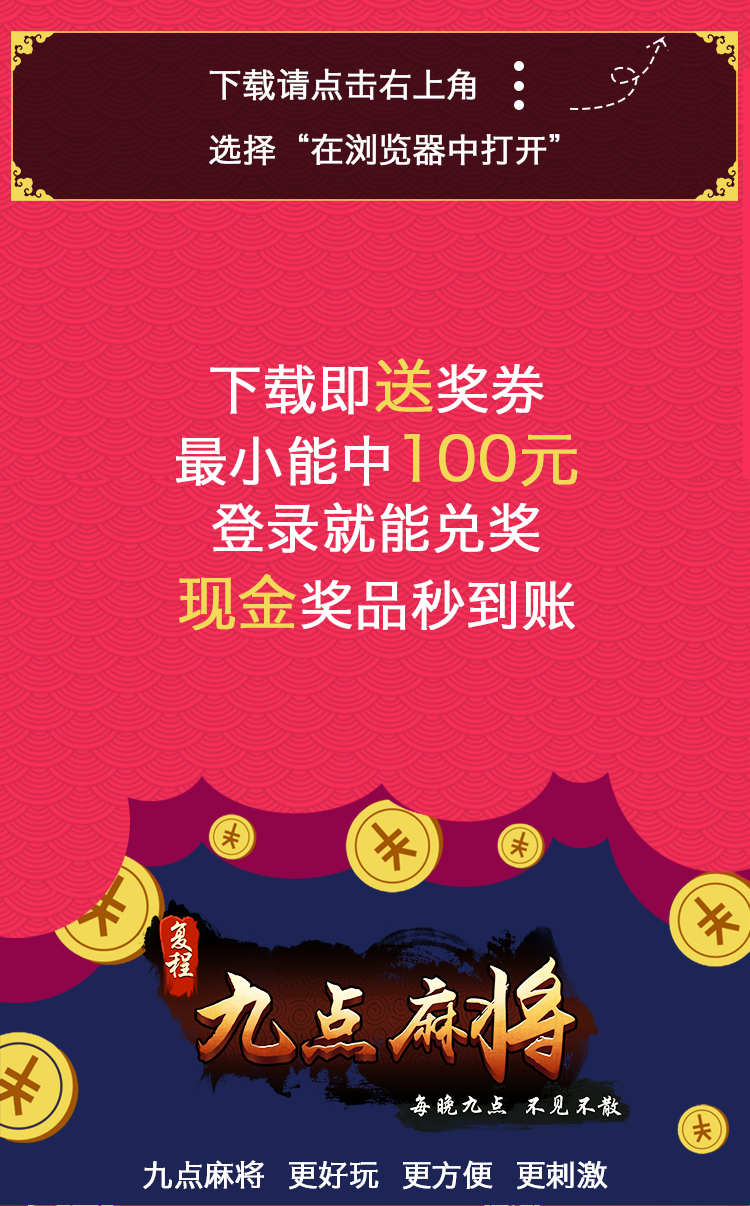 下载请点击右上角
选择“在浏览器中打开”
下载即送奖券
最小能中100元
登录就能兑奖
现金奖品秒到账
复程
九点麻将
每晚九点 不见不散
九点麻将 更好玩 更方便 更刺激